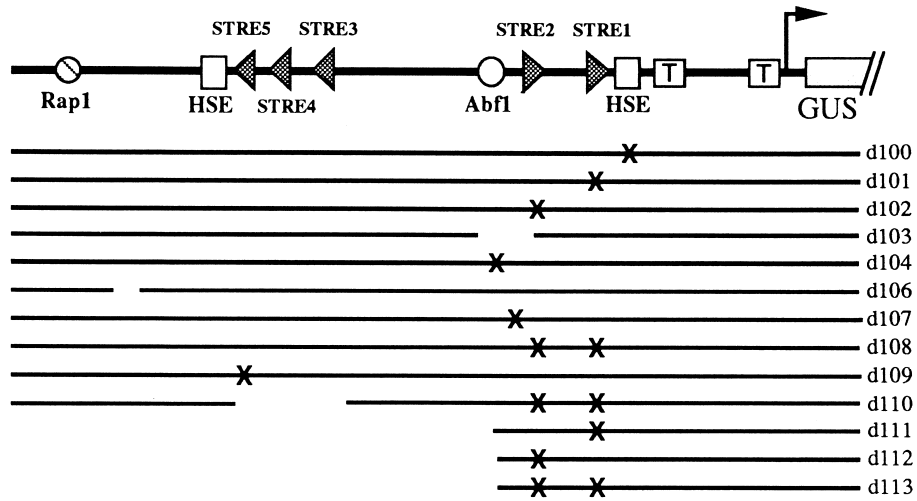 STRE5 STRE3 STRE2 STRE1
T T
Rap1 HSE STRE4 Abf1 HSE GUS
d100
d101
d102
d103
d104
d106
d107
d108
d109
d110
d111
d112
d113